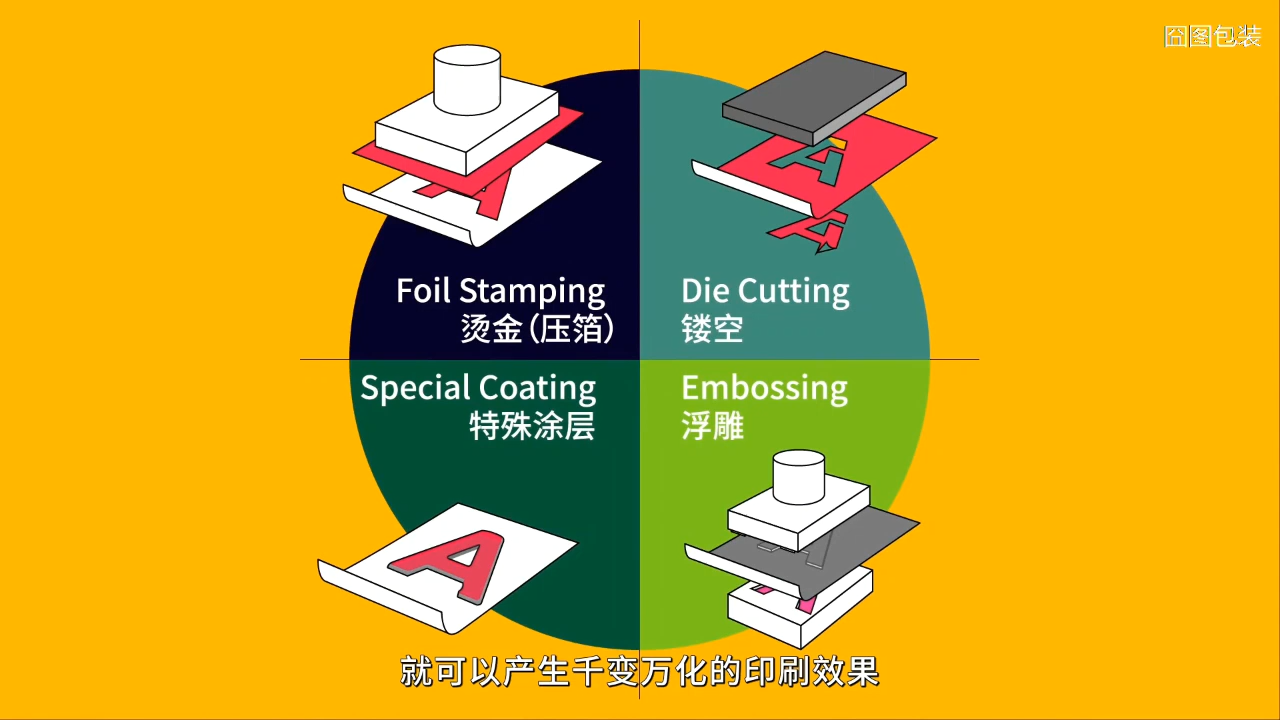 囧图包装
Foil Stamping
烫金(压箔)
Die Cutting
镂空
Special Coating
特殊涂层
Embossing
浮雕
就可以产生千变万化的印刷效果